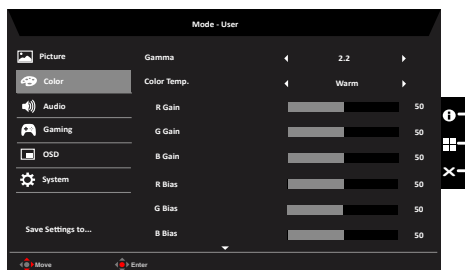 Mode - User
Picture
Gamma 2.2
Color
Color Temp. Warm
Audio
R Gain 50
Gaming
G Gain 50
OSD
B Gain 50
System
R Bias 50
G Bias 50
Save Settings to...
B Bias 50
Move Enter